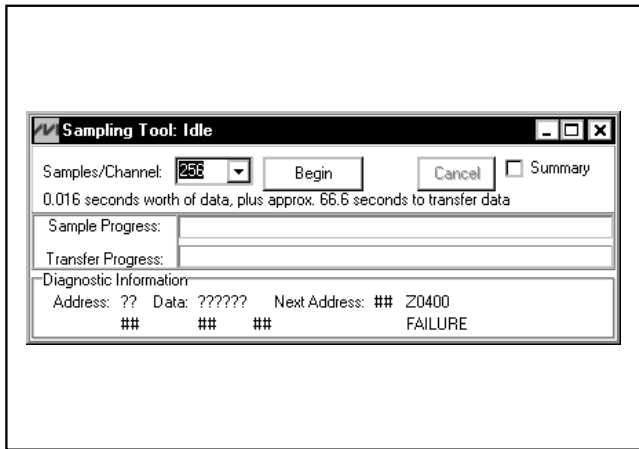 Sampling Tool: Idle
Samples/Channel: 256 Begin Cancel Summary
0.016 seconds worth of data, plus approx. 66.6 seconds to transfer data
Sample Progress:
Transfer Progress:
Diagnostic Information
Address: ?? Data: ?????? Next Address: ## Z0400
## ## ## FAILURE